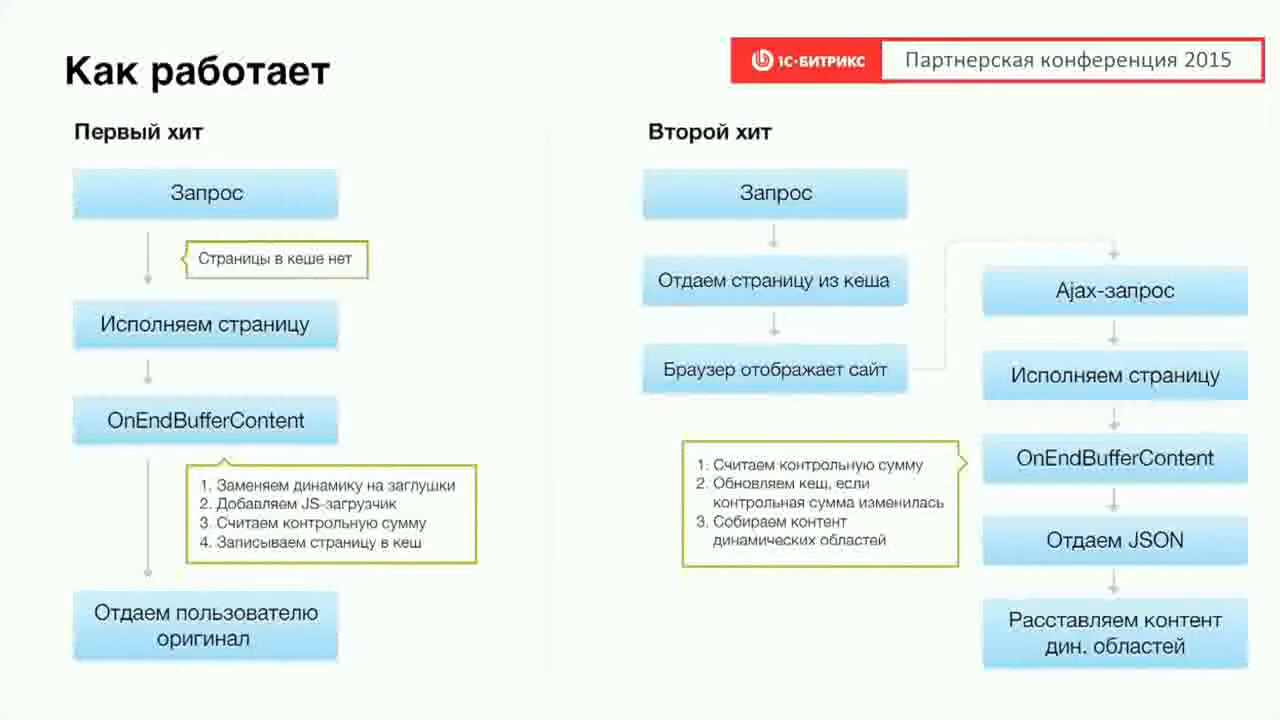 Как работает
1С·БИТРИКС
Партнерская конференция 2015
Первый хит
Запрос
Страницы в кеше нет
Исполняем страницу
OnEndBufferContent
1. Заменяем динамику на заглушки
2. Добавляем JS-загрузчик
3. Считаем контрольную сумму
4. Записываем страницу в кеш
Отдаем пользователю
оригинал
Второй хит
Запрос
Отдаем страницу из кеша
Браузер отображает сайт
Ajax-запрос
Исполняем страницу
OnEndBufferContent
1. Считаем контрольную сумму
2. Обновляем кеш, если
контрольная сумма изменилась
3. Собираем контент
динамических областей
Отдаем JSON
Расставляем контент
дин. областей